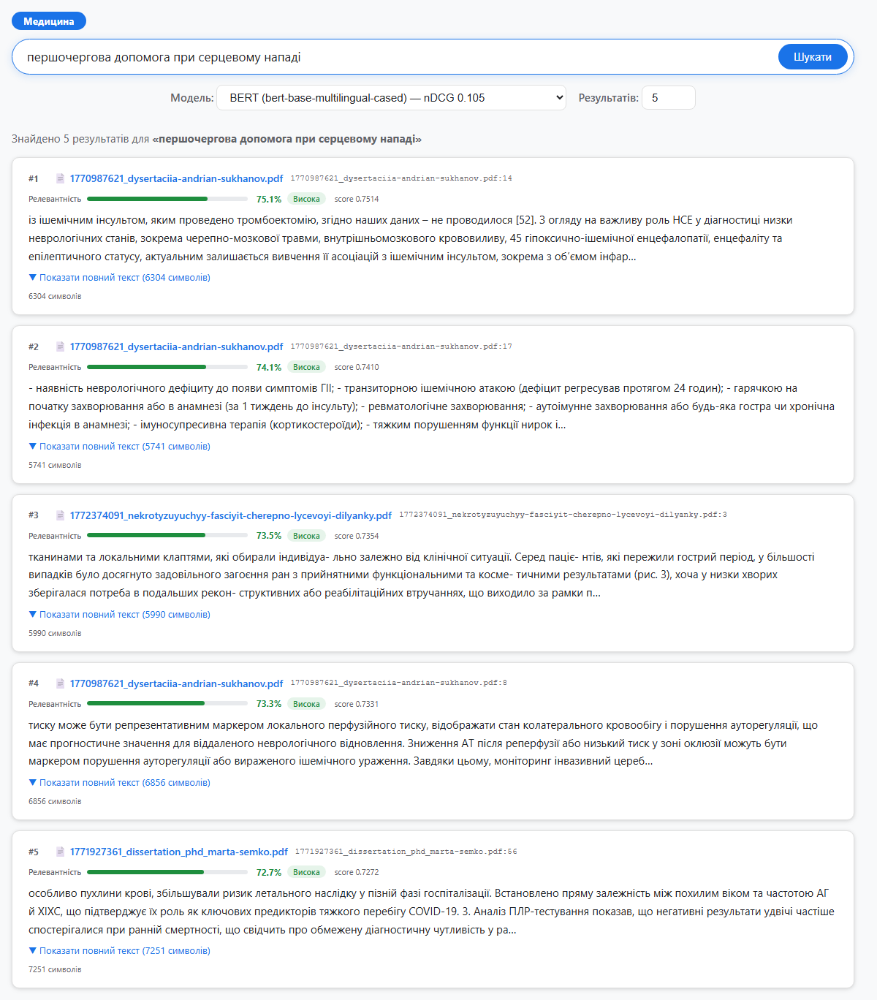 Медицина
першочергова допомога при серцевому нападі
Шукати
Модель: BERT (bert-base-multilingual-cased) — nDCG 0.105 Результатів: 5
Знайдено 5 результатів для «першочергова допомога при серцевому нападі»
#1 1770987621_dysertaciia-andrian-sukhanov.pdf 1770987621_dysertaciia-andrian-sukhanov.pdf:14
Релевантність 75.1% Висока score 0.7514
із ішемічним інсультом, яким проведено тромбоектомію, згідно наших даних – не проводилося [52]. З огляду на важливу роль НСЕ у діагностиці низки
неврологічних станів, зокрема черепно-мозкової травми, внутрішньомозкового крововиливу, 45 гіпоксично-ішемічної енцефалопатії, енцефаліту та
епілептичного статусу, актуальним залишається вивчення її асоціацій з ішемічним інсультом, зокрема з об'ємом інфар...
▼ Показати повний текст (6304 символів)
6304 символів
#2 1770987621_dysertaciia-andrian-sukhanov.pdf 1770987621_dysertaciia-andrian-sukhanov.pdf:17
Релевантність 74.1% Висока score 0.7410
- наявність неврологічного дефіциту до появи симптомів ГІІ; - транзиторною ішемічною атакою (дефіцит регресував протягом 24 годин); - гарячкою на
початку захворювання або в анамнезі (за 1 тиждень до інсульту); - ревматологічне захворювання; - аутоімунне захворювання або будь-яка гостра чи хронічна
інфекція в анамнезі; - імуносупресивна терапія (кортикостероїди); - тяжким порушенням функції нирок і...
▼ Показати повний текст (5741 символів)
5741 символів
#3 1772374091_nekrotyzuyuchyy-fasciyit-cherepno-lycevoyi-dilyanky.pdf 1772374091_nekrotyzuyuchyy-fasciyit-cherepno-lycevoyi-dilyanky.pdf:3
Релевантність 73.5% Висока score 0.7354
тканинами та локальними клаптями, які обирали індивідуа- льно залежно від клінічної ситуації. Серед паціє- нтів, які пережили гострий період, у більшості
випадків було досягнуто задовільного загоєння ран з прийнятними функціональними та косме- тичними результатами (рис. 3), хоча у низки хворих
зберігалася потреба в подальших рекон- структивних або реабілітаційних втручаннях, що виходило за рамки п...
▼ Показати повний текст (5990 символів)
5990 символів
#4 1770987621_dysertaciia-andrian-sukhanov.pdf 1770987621_dysertaciia-andrian-sukhanov.pdf:8
Релевантність 73.3% Висока score 0.7331
тиску може бути репрезентативним маркером локального перфузійного тиску, відображати стан колатерального кровообігу і порушення ауторегуляції, що
має прогностичне значення для віддаленого неврологічного відновлення. Зниження АТ після реперфузії або низький тиск у зоні оклюзії можуть бути
маркером порушення ауторегуляції або вираженого ішемічного ураження. Завдяки цьому, моніторинг інвазивний цереб...
▼ Показати повний текст (6856 символів)
6856 символів
#5 1771927361_dissertation_phd_marta-semko.pdf 1771927361_dissertation_phd_marta-semko.pdf:56
Релевантність 72.7% Висока score 0.7272
особливо пухлини крові, збільшували ризик летального наслідку у пізній фазі госпіталізації. Встановлено пряму залежність між похилим віком та частотою АГ
й ХІХС, що підтверджує їх роль як ключових предикторів тяжкого перебігу COVID-19. 3. Аналіз ПЛР-тестування показав, що негативні результати удвічі частіше
спостерігалися при ранній смертності, що свідчить про обмежену діагностичну чутливість у ра...
▼ Показати повний текст (7251 символів)
7251 символів